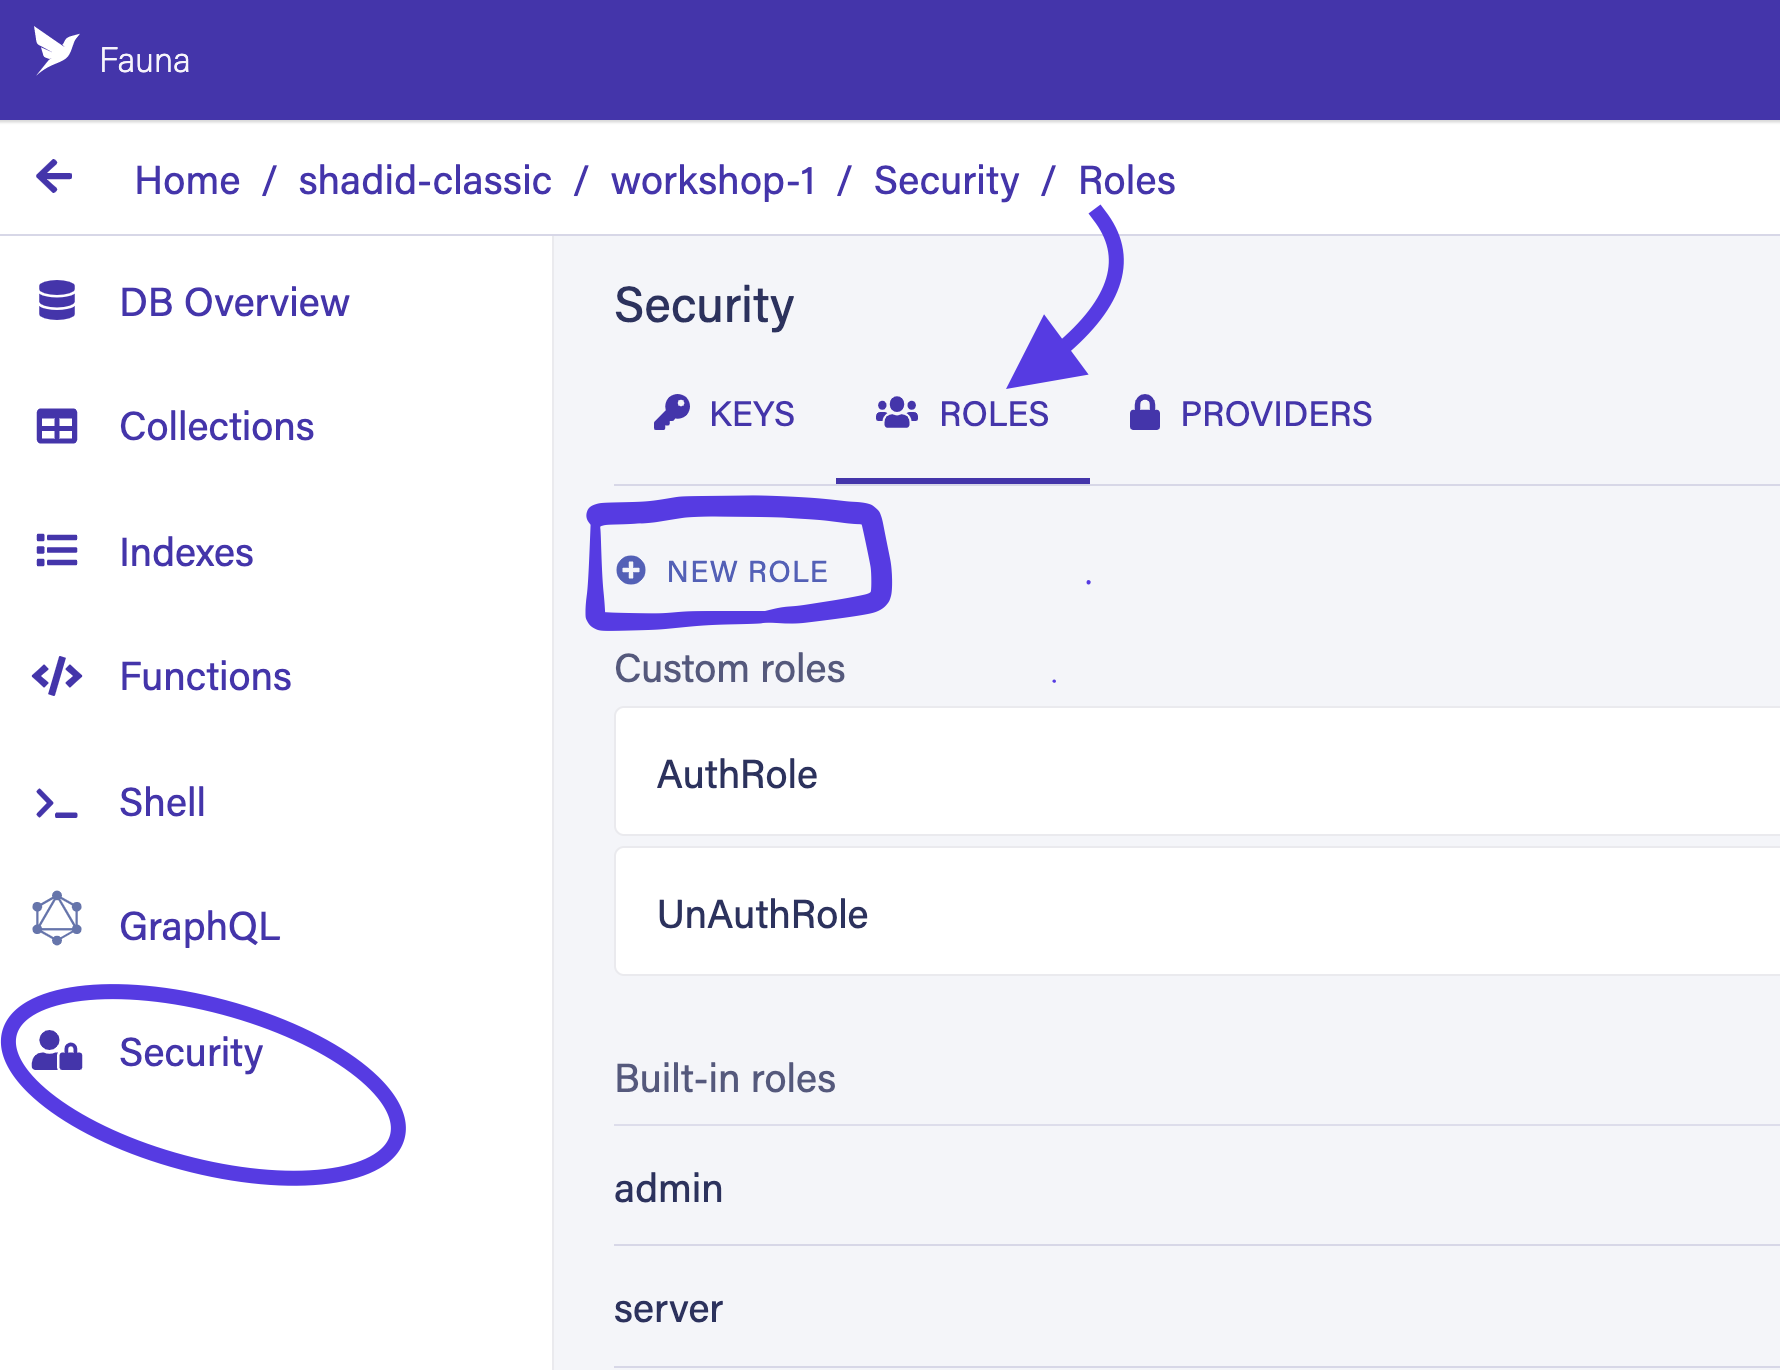 Fauna
Home / shadid-classic / workshop-1 / Security / Roles
DB Overview
Collections
Indexes
Functions
Shell
GraphQL
Security
Security
KEYS ROLES PROVIDERS
NEW ROLE
Custom roles
AuthRole
UnAuthRole
Built-in roles
admin
server